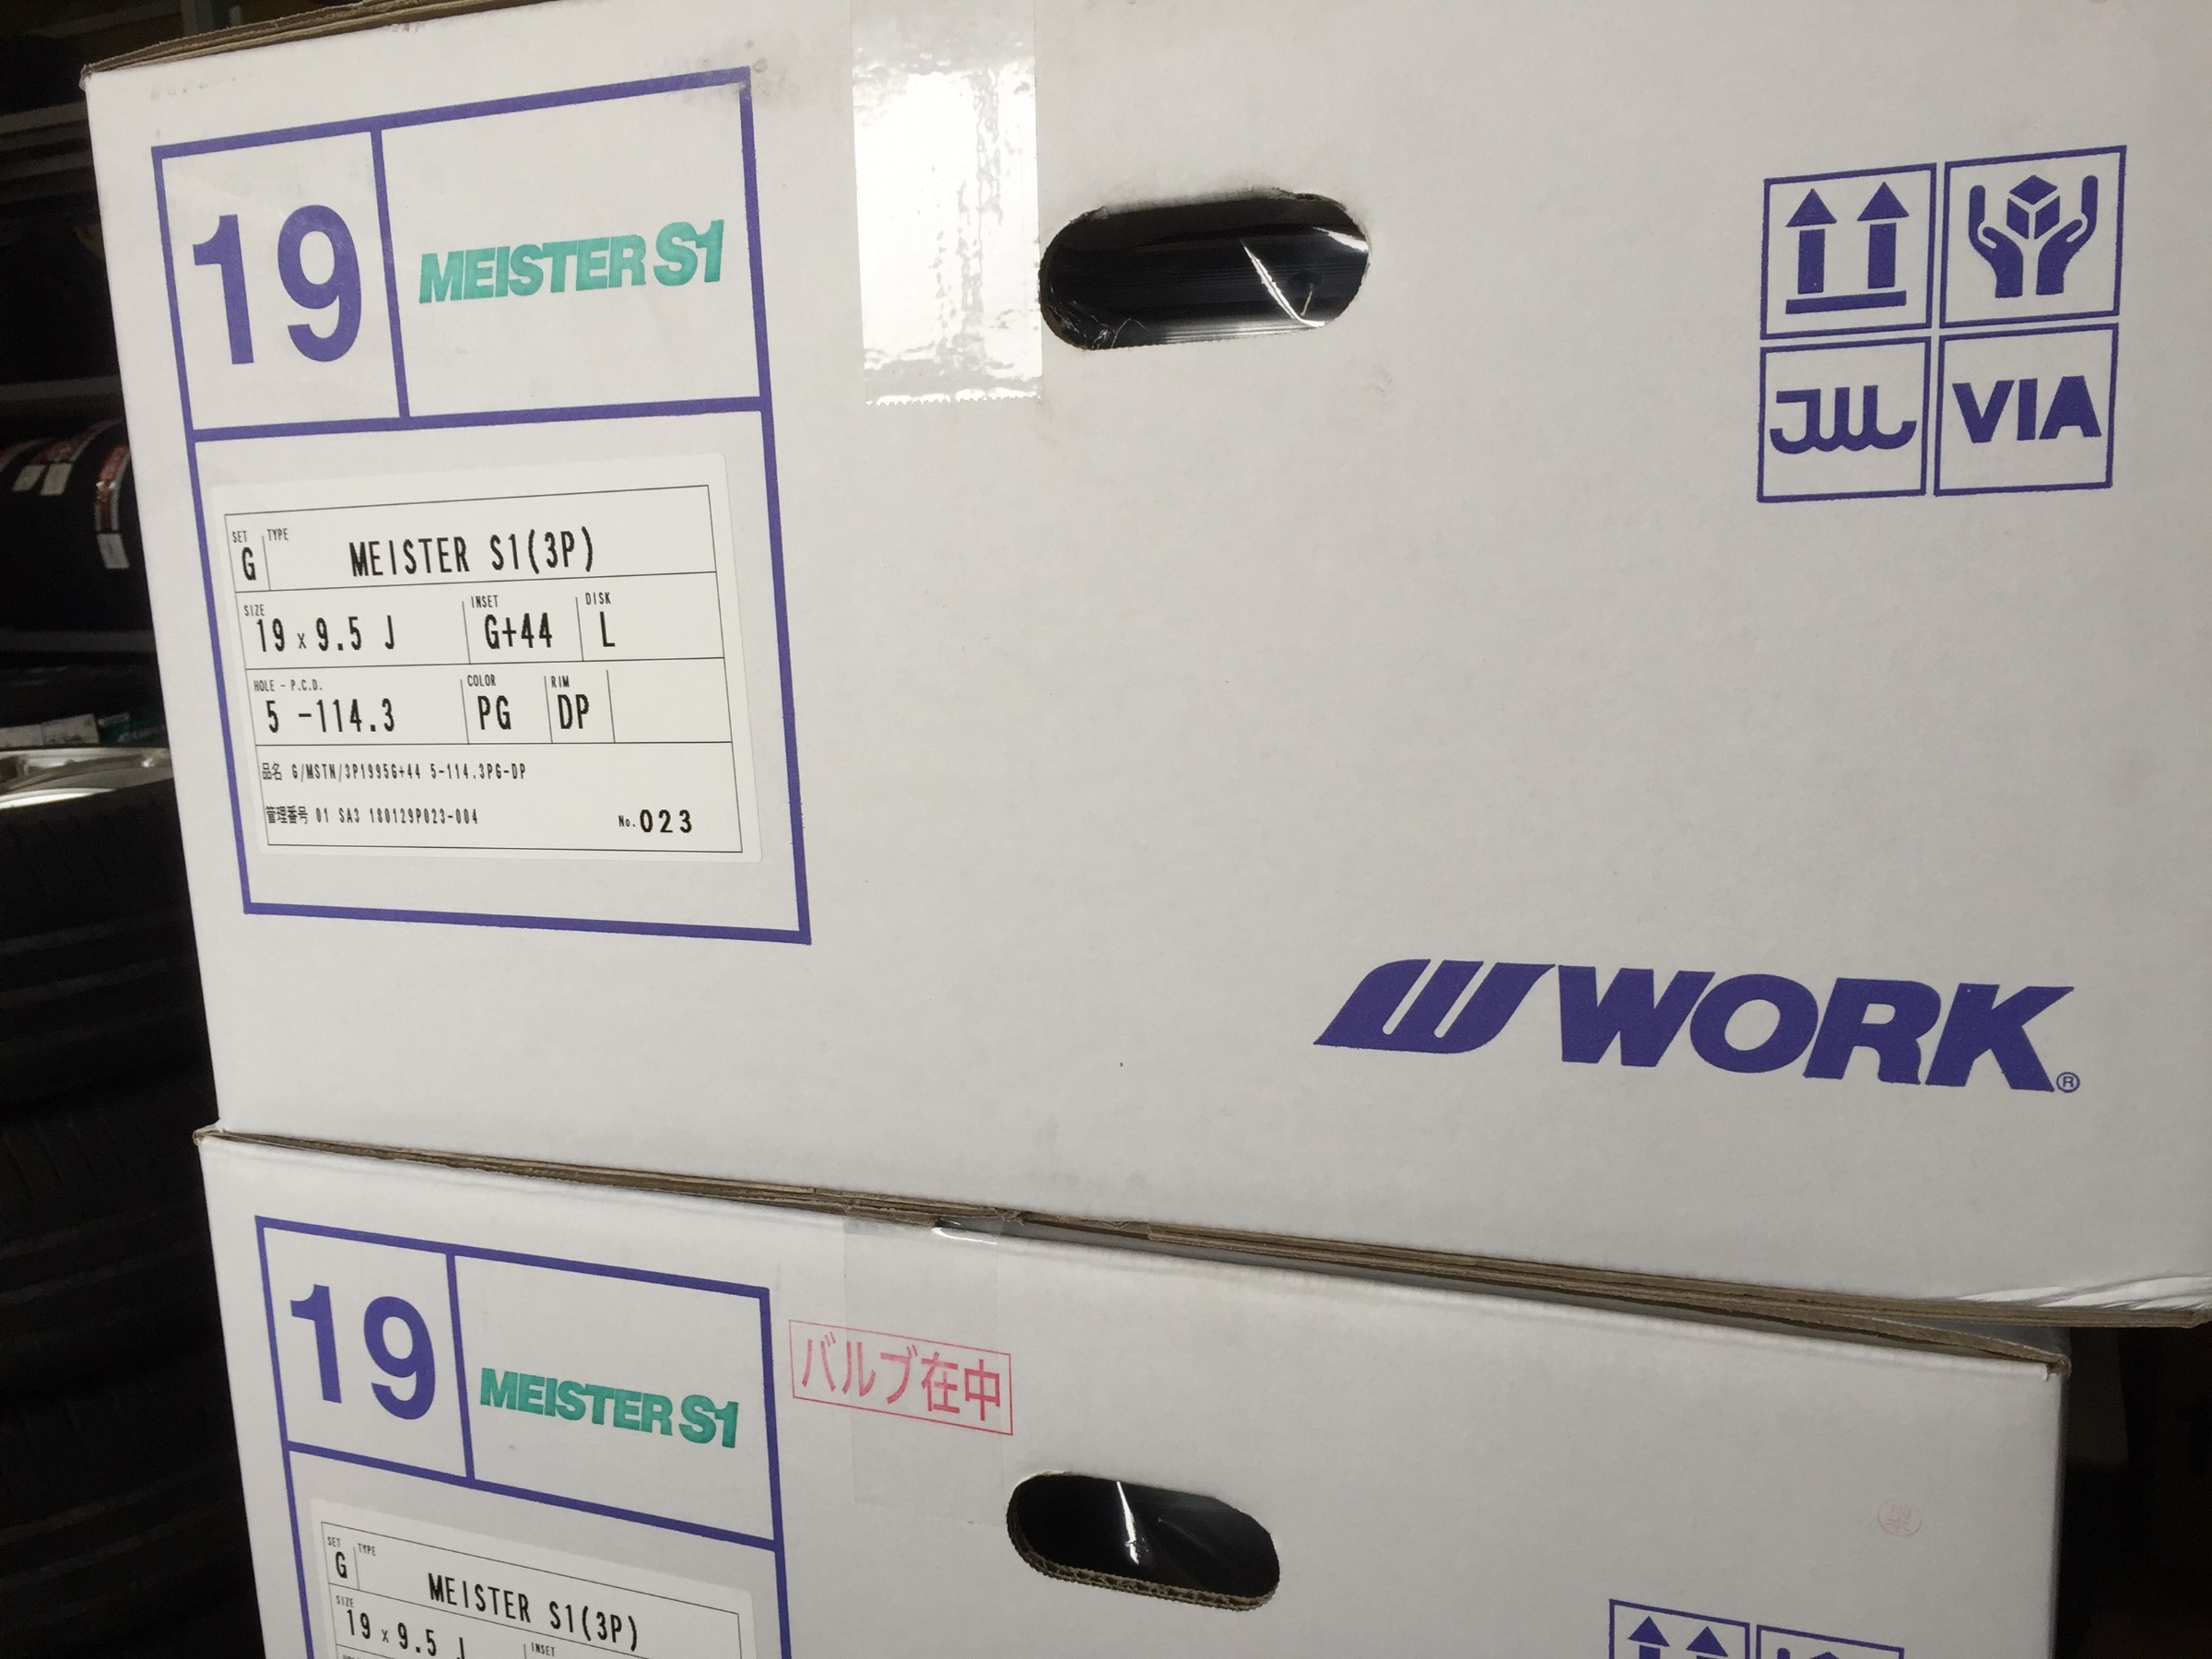 19
MEISTER S1
SET TYPE
G MEISTER S1(3P)
SIZE INSET DISK
19 x 9.5 J G+44 L
HOLE - P.C.D. COLOR RIM
5 -114.3 PG DP
品名 G/MSTN/3P1995G+44 5-114.3PG-DP
管理番号 01 SA3 180129P023-004 No.023
JWL
VIA
WORK®
19
MEISTER S1
バルブ在中
SET TYPE
G MEISTER S1(3P)
SIZE INSET
19 x 9.5 J